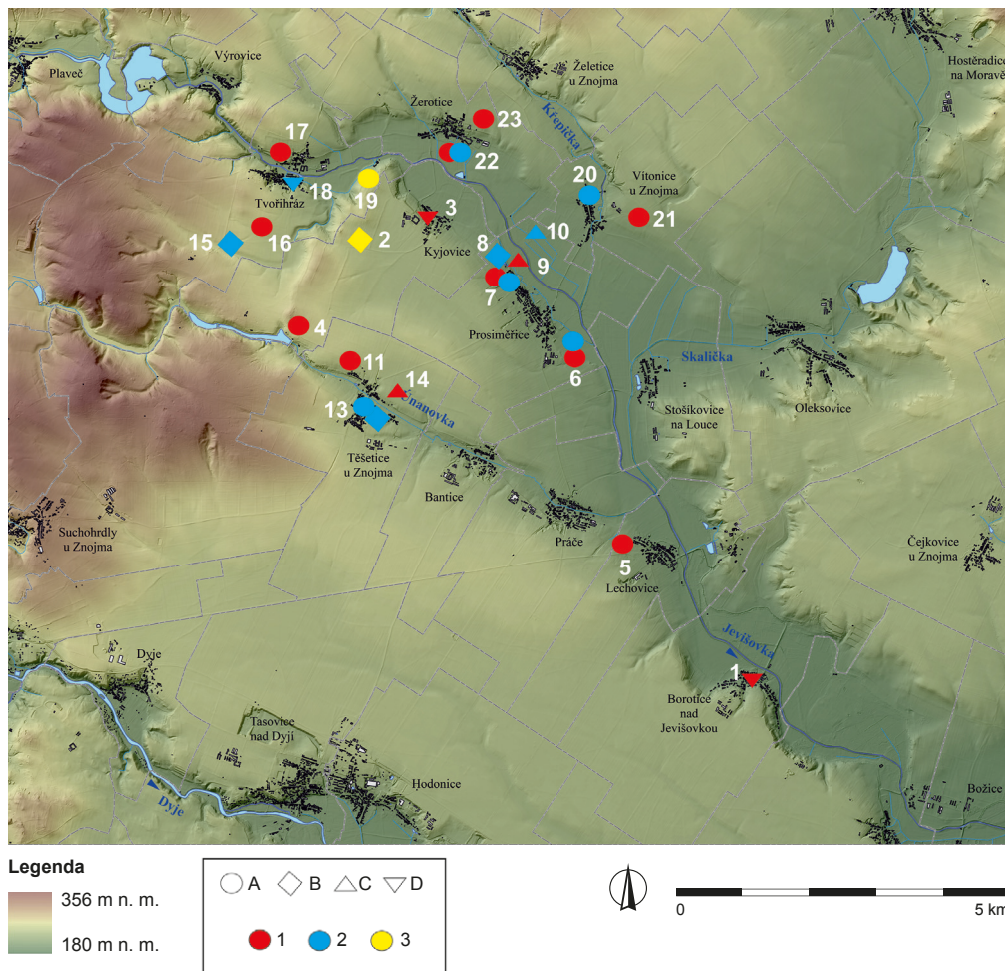 Výrovice
Plaveč
Želetice
u Znojma
Hostěradice
na Moravě
Žerotice
23
Křepička
17
22
18
Tvořihráz
19
20
Vítonice
u Znojma
21
3
16
15
2
Kyjovice
8
10
9
7
Prosiměřice
4
11
6
Skalička
14
Únanovka
Stošíkovice
na Louce
Oleksovice
13
Těšetice
u Znojma
Bantice
Suchohrdly
u Znojma
Práče
5
Lechovice
Čejkovice
u Znojma
Jevišovka
1
Dyje
Borotice
nad
Jevišovkou
Tasovice
nad Dyjí
Hodonice
Dyje
Božice
Legenda
356 m n. m.
180 m n. m.
A B C D
1 2 3
0 5 km